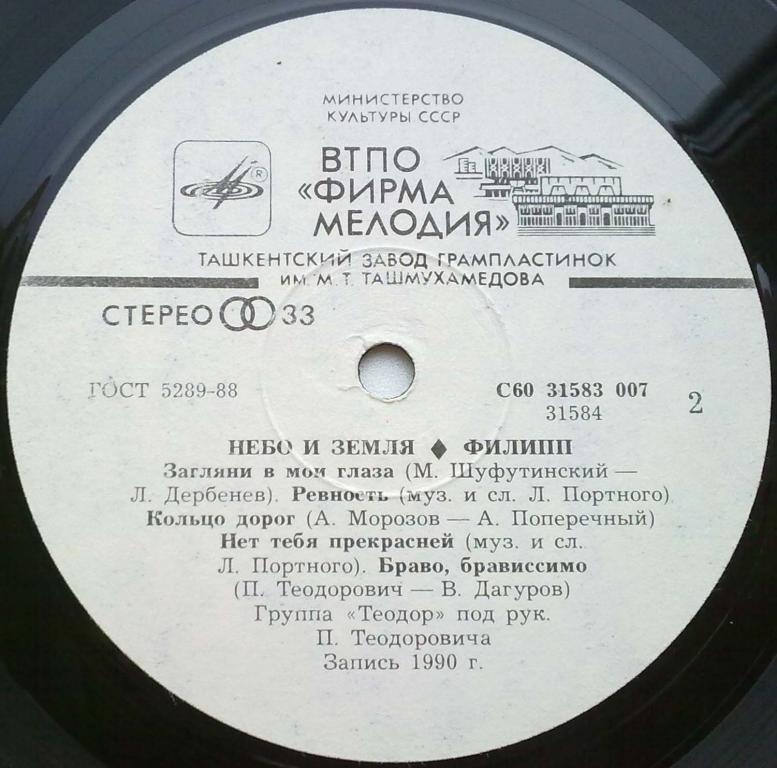 МИНИСТЕРСТВО
КУЛЬТУРЫ СССР
®
ВТПО
«ФИРМА
МЕЛОДИЯ»
ТАШКЕНТСКИЙ ЗАВОД ГРАМПЛАСТИНОК
ИМ. М. Т. ТАШМУХАМЕДОВА
СТЕРЕО 33
ГОСТ 5289-88
С60 31583 007
31584
2
НЕБО И ЗЕМЛЯ ♦ ФИЛИПП
Загляни в мои глаза (М. Шуфутинский —
Л. Дербенев). Ревность (муз. и сл. Л. Портного)
Кольцо дорог (А. Морозов — А. Поперечный)
Нет тебя прекрасней (муз. и сл.
Л. Портного). Браво, брависсимо
(П. Теодорович — В. Дагуров)
Группа «Теодор» под рук.
П. Теодоровича
Запись 1990 г.